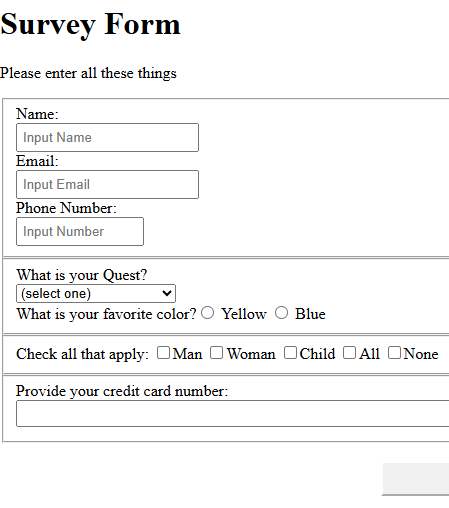 Survey Form
Please enter all these things
Name:
Input Name
Email:
Input Email
Phone Number:
Input Number
What is your Quest?
(select one)
What is your favorite color? Yellow Blue
Check all that apply: Man Woman Child All None
Provide your credit card number: